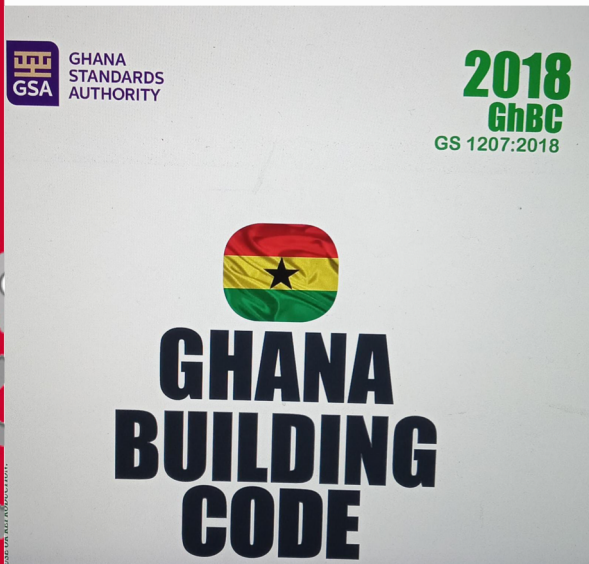 GSA
GHANA
STANDARDS
AUTHORITY
2018
GhBC
GS 1207:2018
GHANA
BUILDING
CODE